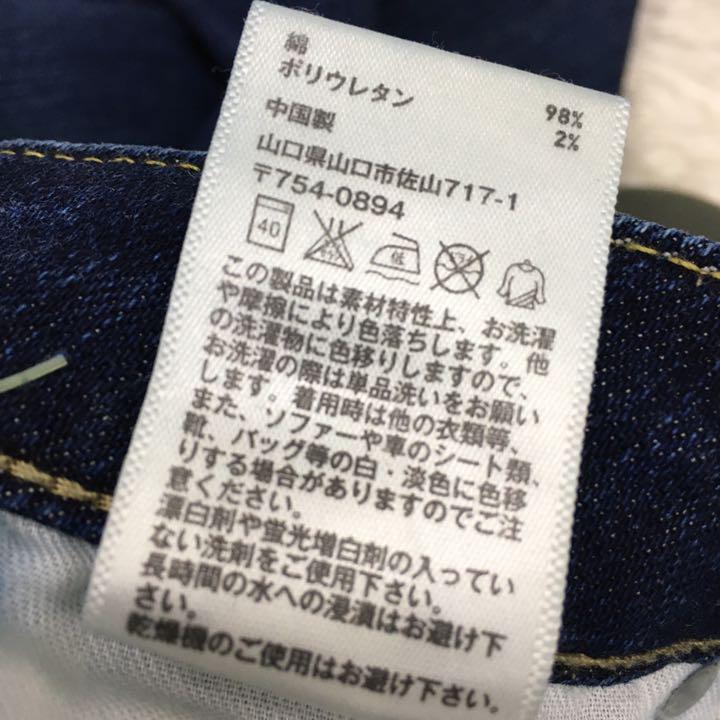 綿 98%
ポリウレタン 2%
中国製
山口県山口市佐山717-1
〒754-0894
40 エンソサラシ 低 ドライ
この製品は素材特性上、お洗濯
や摩擦により色落ちします。他
の洗濯物に色移りしますので、
お洗濯の際は単品洗いをお願い
します。着用時は他の衣類等、
また、ソファーや車のシート類、
靴、バッグ等の白・淡色に色移
りする場合がありますのでご注
意ください。
漂白剤や蛍光増白剤の入ってい
ない洗剤をご使用下さい。
長時間の水への浸漬はお避け下
さい。
乾燥機のご使用はお避け下さい。